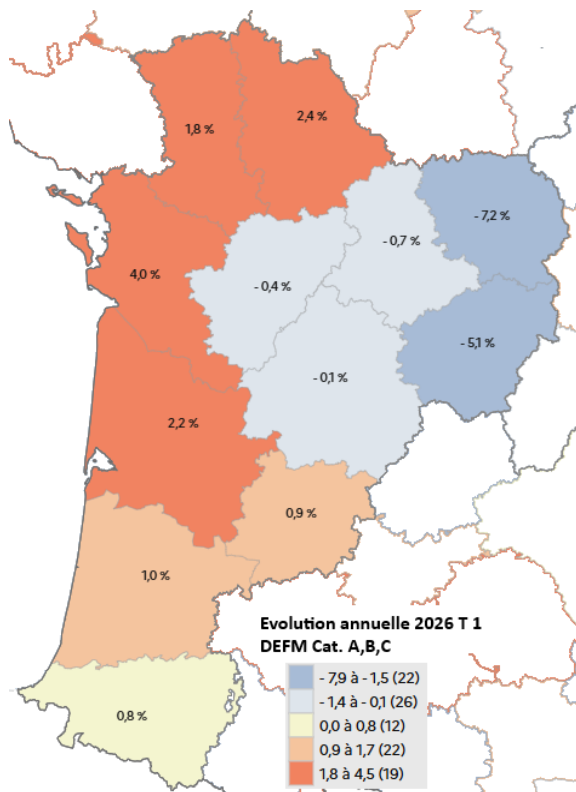 2,4 %
1,8 %
- 7,2 %
- 0,7 %
4,0 %
- 0,4 %
- 5,1 %
- 0,1 %
2,2 %
0,9 %
1,0 %
0,8 %
Evolution annuelle 2026 T 1
DEFM Cat. A,B,C
- 7,9 à - 1,5 (22)
- 1,4 à - 0,1 (26)
0,0 à 0,8 (12)
0,9 à 1,7 (22)
1,8 à 4,5 (19)